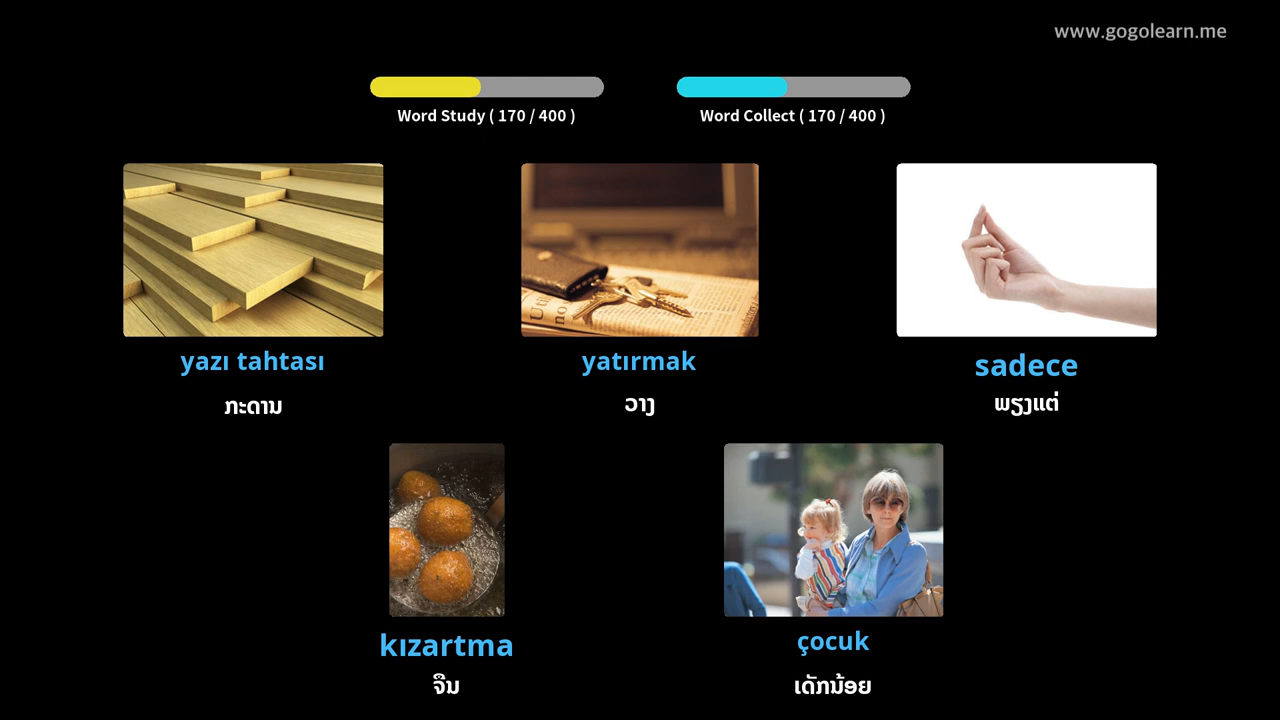 www.gogolearn.me
Word Study ( 170 / 400 )
Word Collect ( 170 / 400 )
yazı tahtası
ກະດານ
yatırmak
ວາງ
sadece
ພຽງແຕ່
kızartma
ຈືນ
çocuk
ເດັກນ້ອຍ